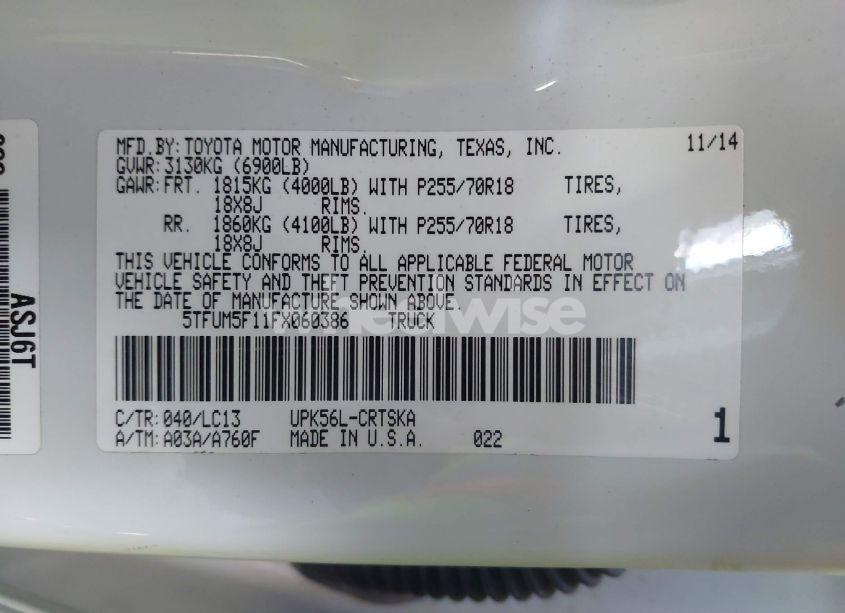 MFD.BY:TOYOTA MOTOR MANUFACTURING, TEXAS, INC. 11/14
GVWR:3130KG (6900LB)
GAWR:FRT. 1815KG (4000LB) WITH P255/70R18 TIRES,
18X8J RIMS.
RR. 1860KG (4100LB) WITH P255/70R18 TIRES,
18X8J RIMS.
THIS VEHICLE CONFORMS TO ALL APPLICABLE FEDERAL MOTOR
VEHICLE SAFETY AND THEFT PREVENTION STANDARDS IN EFFECT ON
THE DATE OF MANUFACTURE SHOWN ABOVE.
5TFUM5F11FX060386 TRUCK
C/TR:040/LC13 UPK56L-CRTSKA
A/TM:A03A/A760F MADE IN U.S.A. 022 1
ASJ6T